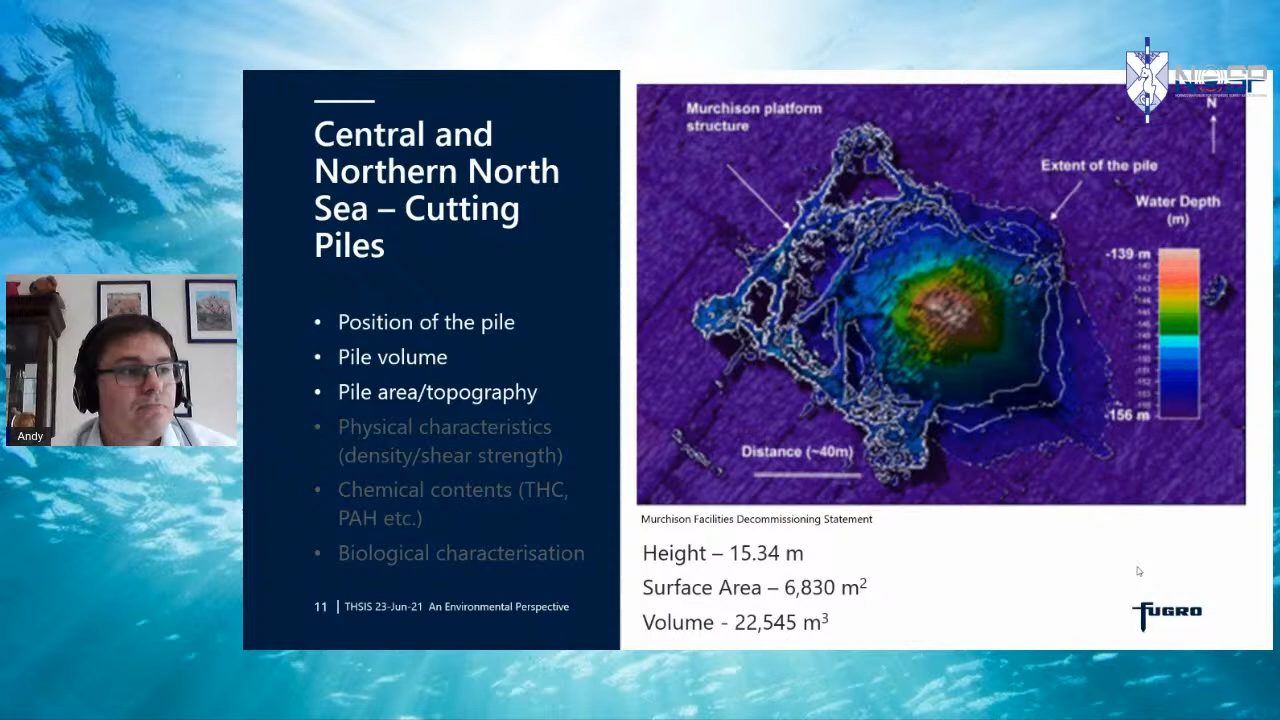 Central and
Northern North
Sea – Cutting
Piles
• Position of the pile
• Pile volume
• Pile area/topography
• Physical characteristics
(density/shear strength)
• Chemical contents (THC,
PAH etc.)
• Biological characterisation
11 | THSIS 23-Jun-21 An Environmental Perspective
Andy
Murchison platform
structure
Extent of the pile
N
Water Depth
(m)
-139 m
-156 m
Distance (~40m)
Murchison Facilities Decommissioning Statement
Height – 15.34 m
Surface Area – 6,830 m²
Volume - 22,545 m³
FUGRO